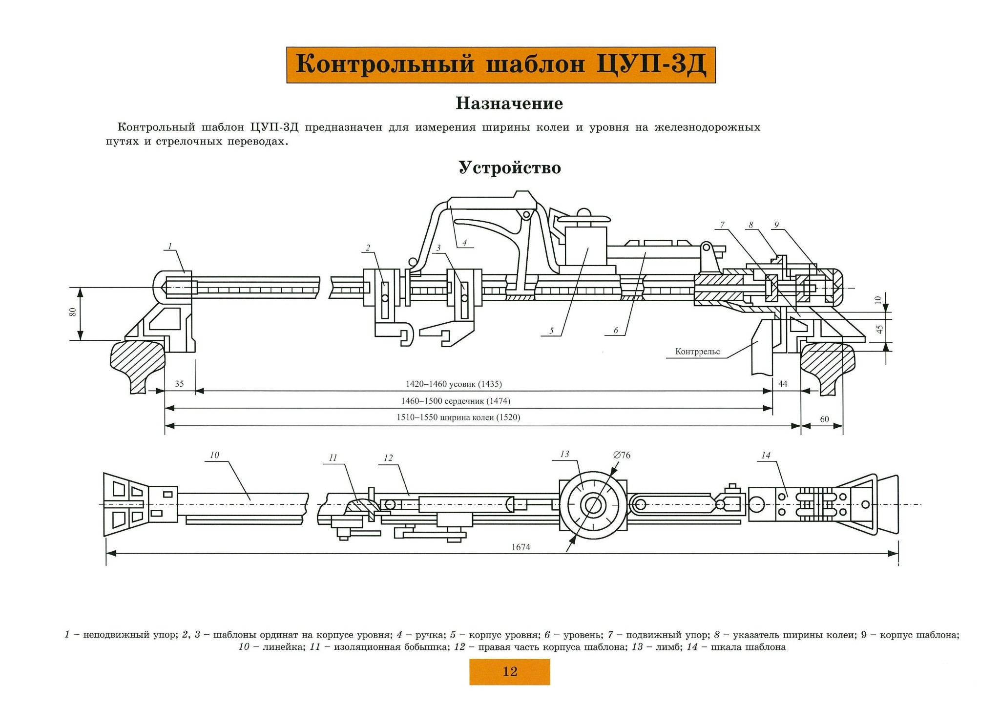 Контрольный шаблон ЦУП-3Д
Назначение
Контрольный шаблон ЦУП-3Д предназначен для измерения ширины колеи и уровня на железнодорожных
путях и стрелочных переводах.
Устройство
1
2
3
4
5
6
7
8
9
80
10
45
Контррельс
35
1420–1460 усовик (1435)
44
1460–1500 сердечник (1474)
1510–1550 ширина колеи (1520)
60
10
11
12
13
∅76
14
1674
1 – неподвижный упор; 2, 3 – шаблоны ординат на корпусе уровня; 4 – ручка; 5 – корпус уровня; 6 – уровень; 7 – подвижный упор; 8 – указатель ширины колеи; 9 – корпус шаблона;
10 – линейка; 11 – изоляционная бобышка; 12 – правая часть корпуса шаблона; 13 – лимб; 14 – шкала шаблона
12